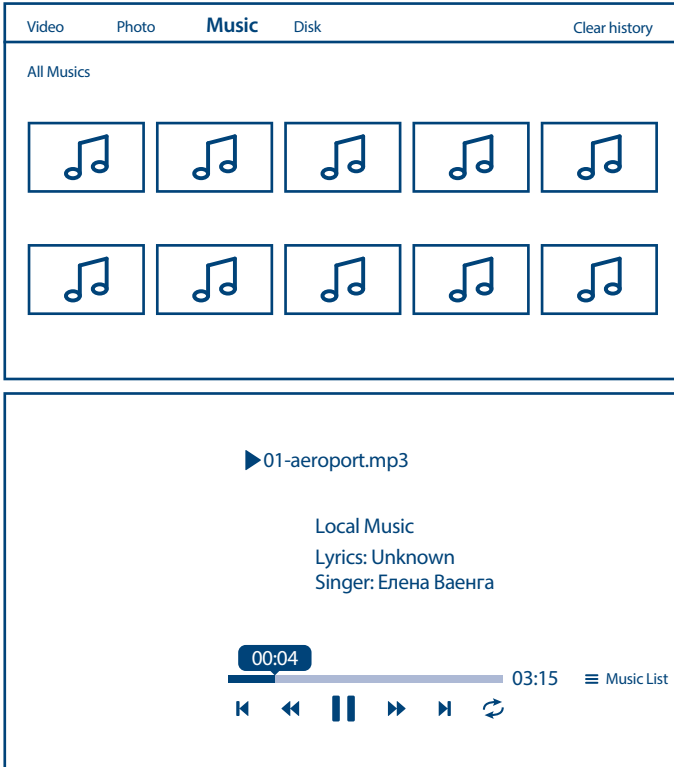 Video Photo Music Disk Clear history
All Musics
01-aeroport.mp3
Local Music
Lyrics: Unknown
Singer: Елена Ваенга
00:04
03:15 Music List